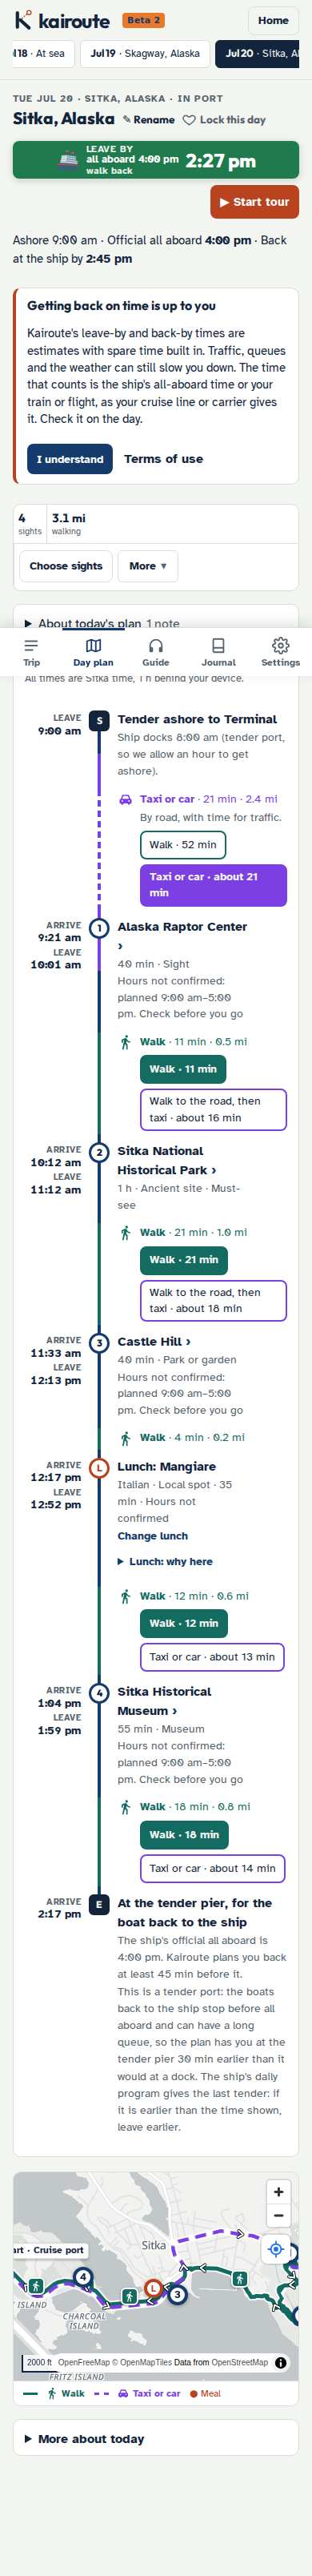 kairoute Beta 2 Home
18 · At sea Jul 19 · Skagway, Alaska Jul 20 · Sitka, Al
TUE JUL 20 · SITKA, ALASKA · IN PORT
Sitka, Alaska ✎ Rename Lock this day
LEAVE BY
all aboard 4:00 pm
walk back
2:27 pm
▶ Start tour
Ashore 9:00 am · Official all aboard 4:00 pm · Back
at the ship by 2:45 pm
Getting back on time is up to you
Kairoute's leave-by and back-by times are
estimates with spare time built in. Traffic, queues
and the weather can still slow you down. The time
that counts is the ship's all-aboard time or your
train or flight, as your cruise line or carrier gives
it. Check it on the day.
I understand Terms of use
4 3.1 mi
sights walking
Choose sights More ▾
▶ About today's plan 1 note
Trip Day plan Guide Journal Settings
All times are Sitka time, 1 h behind your device.
LEAVE
9:00 am
S
Tender ashore to Terminal
Ship docks 8:00 am (tender port,
so we allow an hour to get
ashore).
Taxi or car · 21 min · 2.4 mi
By road, with time for traffic.
Walk · 52 min
Taxi or car · about 21
min
ARRIVE
9:21 am
LEAVE
10:01 am
1
Alaska Raptor Center
›
40 min · Sight
Hours not confirmed:
planned 9:00 am–5:00
pm. Check before you go
Walk · 11 min · 0.5 mi
Walk · 11 min
Walk to the road, then
taxi · about 16 min
ARRIVE
10:12 am
LEAVE
11:12 am
2
Sitka National
Historical Park ›
1 h · Ancient site · Must-
see
Walk · 21 min · 1.0 mi
Walk · 21 min
Walk to the road, then
taxi · about 18 min
ARRIVE
11:33 am
LEAVE
12:13 pm
3
Castle Hill ›
40 min · Park or garden
Hours not confirmed:
planned 9:00 am–5:00
pm. Check before you go
Walk · 4 min · 0.2 mi
ARRIVE
12:17 pm
LEAVE
12:52 pm
L
Lunch: Mangiare
Italian · Local spot · 35
min · Hours not
confirmed
Change lunch
▶ Lunch: why here
Walk · 12 min · 0.6 mi
Walk · 12 min
Taxi or car · about 13 min
ARRIVE
1:04 pm
LEAVE
1:59 pm
4
Sitka Historical
Museum ›
55 min · Museum
Hours not confirmed:
planned 9:00 am–5:00
pm. Check before you go
Walk · 18 min · 0.8 mi
Walk · 18 min
Taxi or car · about 14 min
ARRIVE
2:17 pm
E
At the tender pier, for the
boat back to the ship
The ship's official all aboard is
4:00 pm. Kairoute plans you back
at least 45 min before it.
This is a tender port: the boats
back to the ship stop before all
aboard and can have a long
queue, so the plan has you at the
tender pier 30 min earlier than it
would at a dock. The ship's daily
program gives the last tender: if
it is earlier than the time shown,
leave earlier.
+
−
Sitka
art · Cruise port
4
L
3
ISLAND
CHARCOAL
ISLAND
2000 ft OpenFreeMap © OpenMapTiles Data from OpenStreetMap
FRITZ ISLAND
Walk Taxi or car Meal
▶ More about today